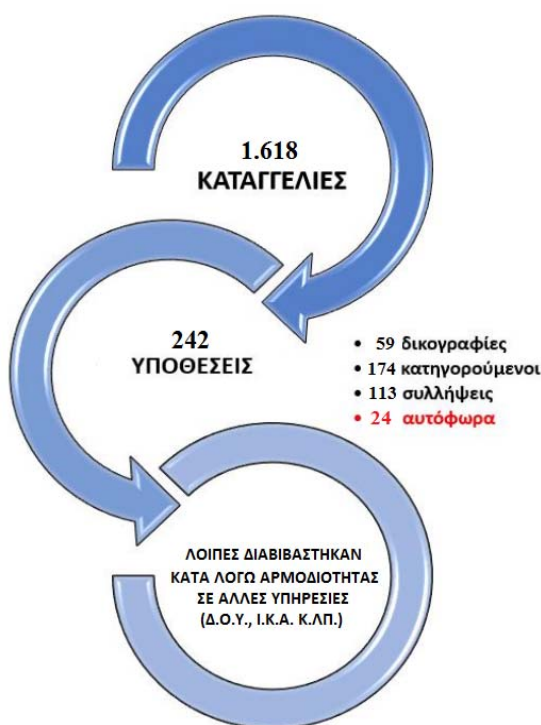 1.618
ΚΑΤΑΓΓΕΛΙΕΣ
242
ΥΠΟΘΕΣΕΙΣ
• 59 δικογραφίες
• 174 κατηγορούμενοι
• 113 συλλήψεις
• 24 αυτόφωρα
ΛΟΙΠΕΣ ΔΙΑΒΙΒΑΣΤΗΚΑΝ
ΚΑΤΑ ΛΟΓΩ ΑΡΜΟΔΙΟΤΗΤΑΣ
ΣΕ ΑΛΛΕΣ ΥΠΗΡΕΣΙΕΣ
(Δ.Ο.Υ., Ι.Κ.Α. Κ.ΛΠ.)